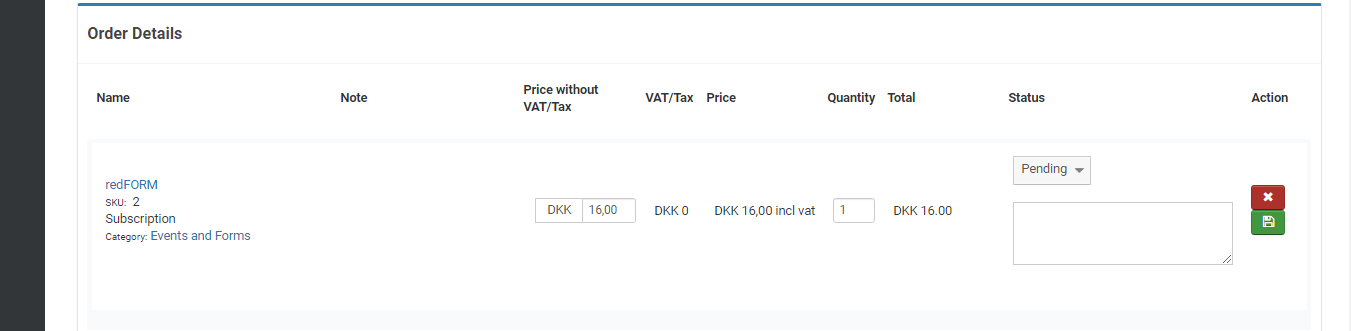 Order Details
Name Note Price without VAT/Tax VAT/Tax Price Quantity Total Status Action
redFORM
SKU: 2
Subscription
Category: Events and Forms
DKK 16,00 DKK 0 DKK 16,00 incl vat 1 DKK 16.00
Pending